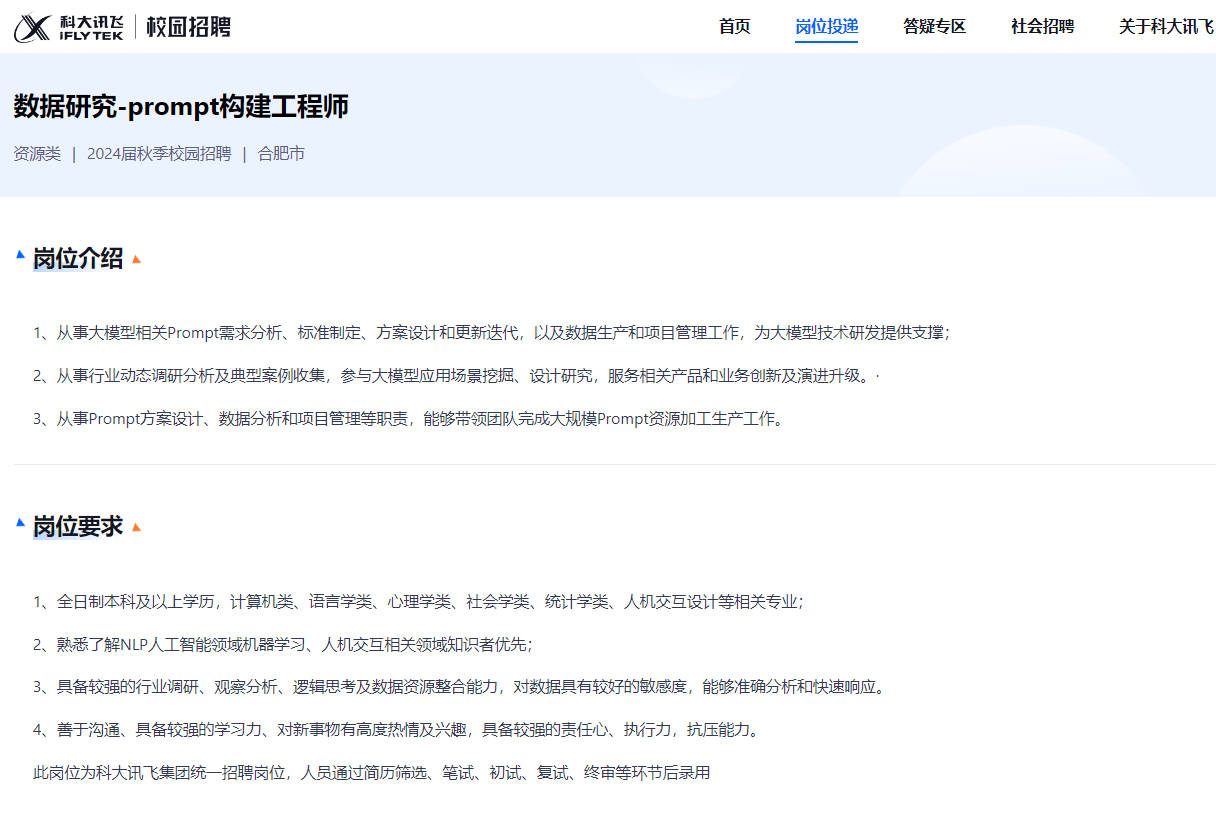 科大讯飞
iFLYTEK
校园招聘
首页
岗位投递
答疑专区
社会招聘
关于科大讯飞
数据研究-prompt构建工程师
资源类 | 2024届秋季校园招聘 | 合肥市
岗位介绍
1、从事大模型相关Prompt需求分析、标准制定、方案设计和更新迭代，以及数据生产和项目管理工作，为大模型技术研发提供支撑；
2、从事行业动态调研分析及典型案例收集，参与大模型应用场景挖掘、设计研究，服务相关产品和业务创新及演进升级。·
3、从事Prompt方案设计、数据分析和项目管理等职责，能够带领团队完成大规模Prompt资源加工生产工作。
岗位要求
1、全日制本科及以上学历，计算机类、语言学类、心理学类、社会学类、统计学类、人机交互设计等相关专业；
2、熟悉了解NLP人工智能领域机器学习、人机交互相关领域知识者优先；
3、具备较强的行业调研、观察分析、逻辑思考及数据资源整合能力，对数据具有较好的敏感度，能够准确分析和快速响应。
4、善于沟通、具备较强的学习力、对新事物有高度热情及兴趣，具备较强的责任心、执行力，抗压能力。
此岗位为科大讯飞集团统一招聘岗位，人员通过简历筛选、笔试、初试、复试、终审等环节后录用